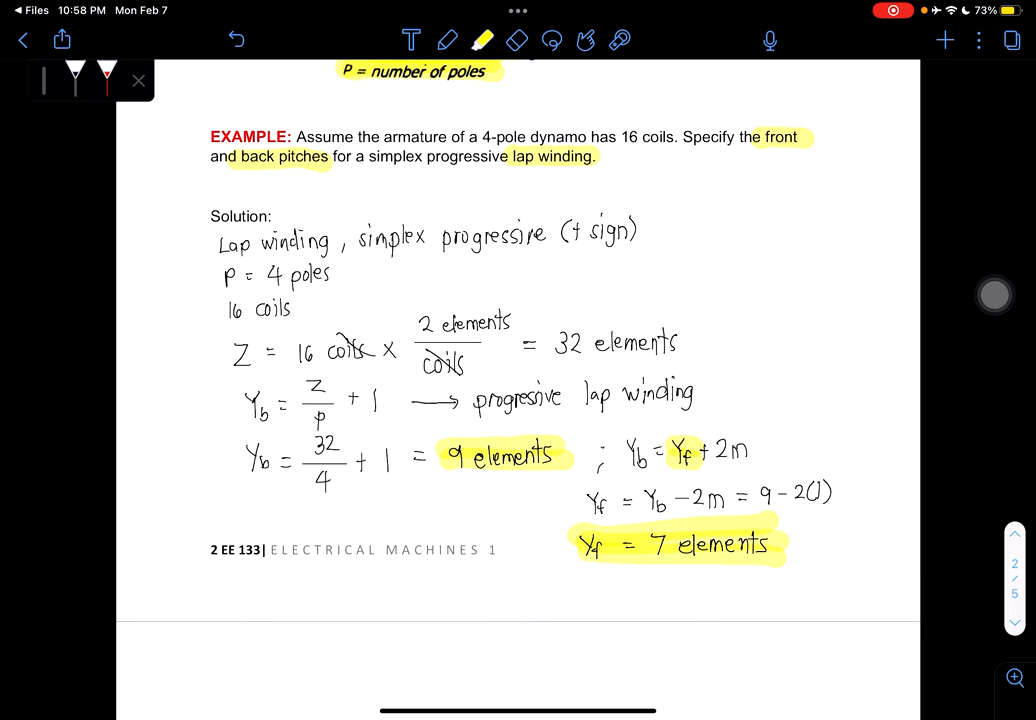 Files 10:58 PM Mon Feb 7
73%
P = number of poles
EXAMPLE: Assume the armature of a 4-pole dynamo has 16 coils. Specify the front
and back pitches for a simplex progressive lap winding.
Solution:
Lap winding, simplex progressive (+ sign)
P = 4 poles
16 coils
Z = 16 coils × 2 elements / coils = 32 elements
Yb = Z/P + 1 → progressive lap winding
Yb = 32/4 + 1 = 9 elements ; Yb = Yf + 2m
Yf = Yb - 2m = 9 - 2(1)
Yf = 7 elements
2 EE 133| ELECTRICAL MACHINES 1
2
/
5